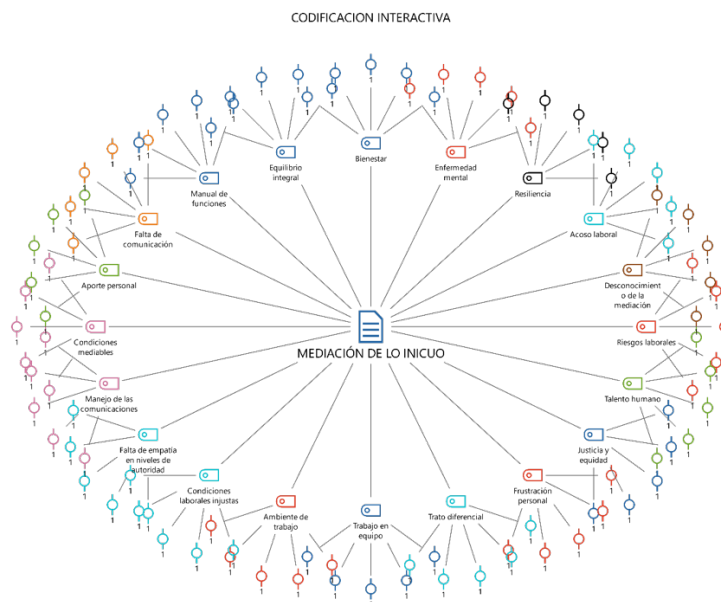 CODIFICACION INTERACTIVA
Bienestar
Equilibrio
integral
Enfermedad
mental
Manual de
funciones
Resiliencia
Falta de
comunicación
Acoso laboral
Aporte personal
Desconocimient
o de la
mediación
Condiciones
mediables
Riesgos laborales
MEDIACIÓN DE LO INICUO
Manejo de las
comunicaciones
Talento humano
Falta de empatía
en niveles de
autoridad
Justicia y
equidad
Condiciones
laborales injustas
Frustración
personal
Ambiente de
trabajo
Trabajo en
equipo
Trato diferencial